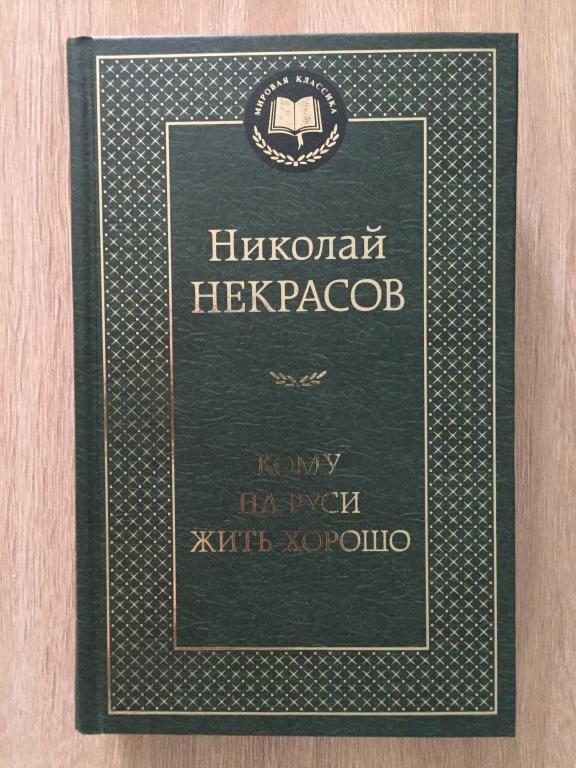 МИРОВАЯ КЛАССИКА
Николай
НЕКРАСОВ
КОМУ
НА РУСИ
ЖИТЬ ХОРОШО